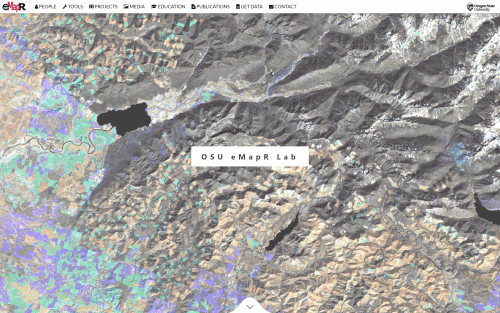 eMapR PEOPLE TOOLS PROJECTS MEDIA EDUCATION PUBLICATIONS GET DATA CONTACT Oregon State University
OSU eMapR Lab